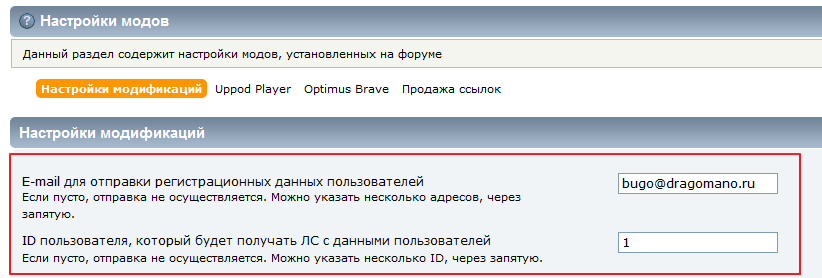 Настройки модов
Данный раздел содержит настройки модов, установленных на форуме
Настройки модификаций Uppod Player Optimus Brave Продажа ссылок
Настройки модификаций
E-mail для отправки регистрационных данных пользователей bugo@dragomano.ru
Если пусто, отправка не осуществляется. Можно указать несколько адресов, через
запятую.
ID пользователя, который будет получать ЛС с данными пользователей 1
Если пусто, отправка не осуществляется. Можно указать несколько ID, через запятую.